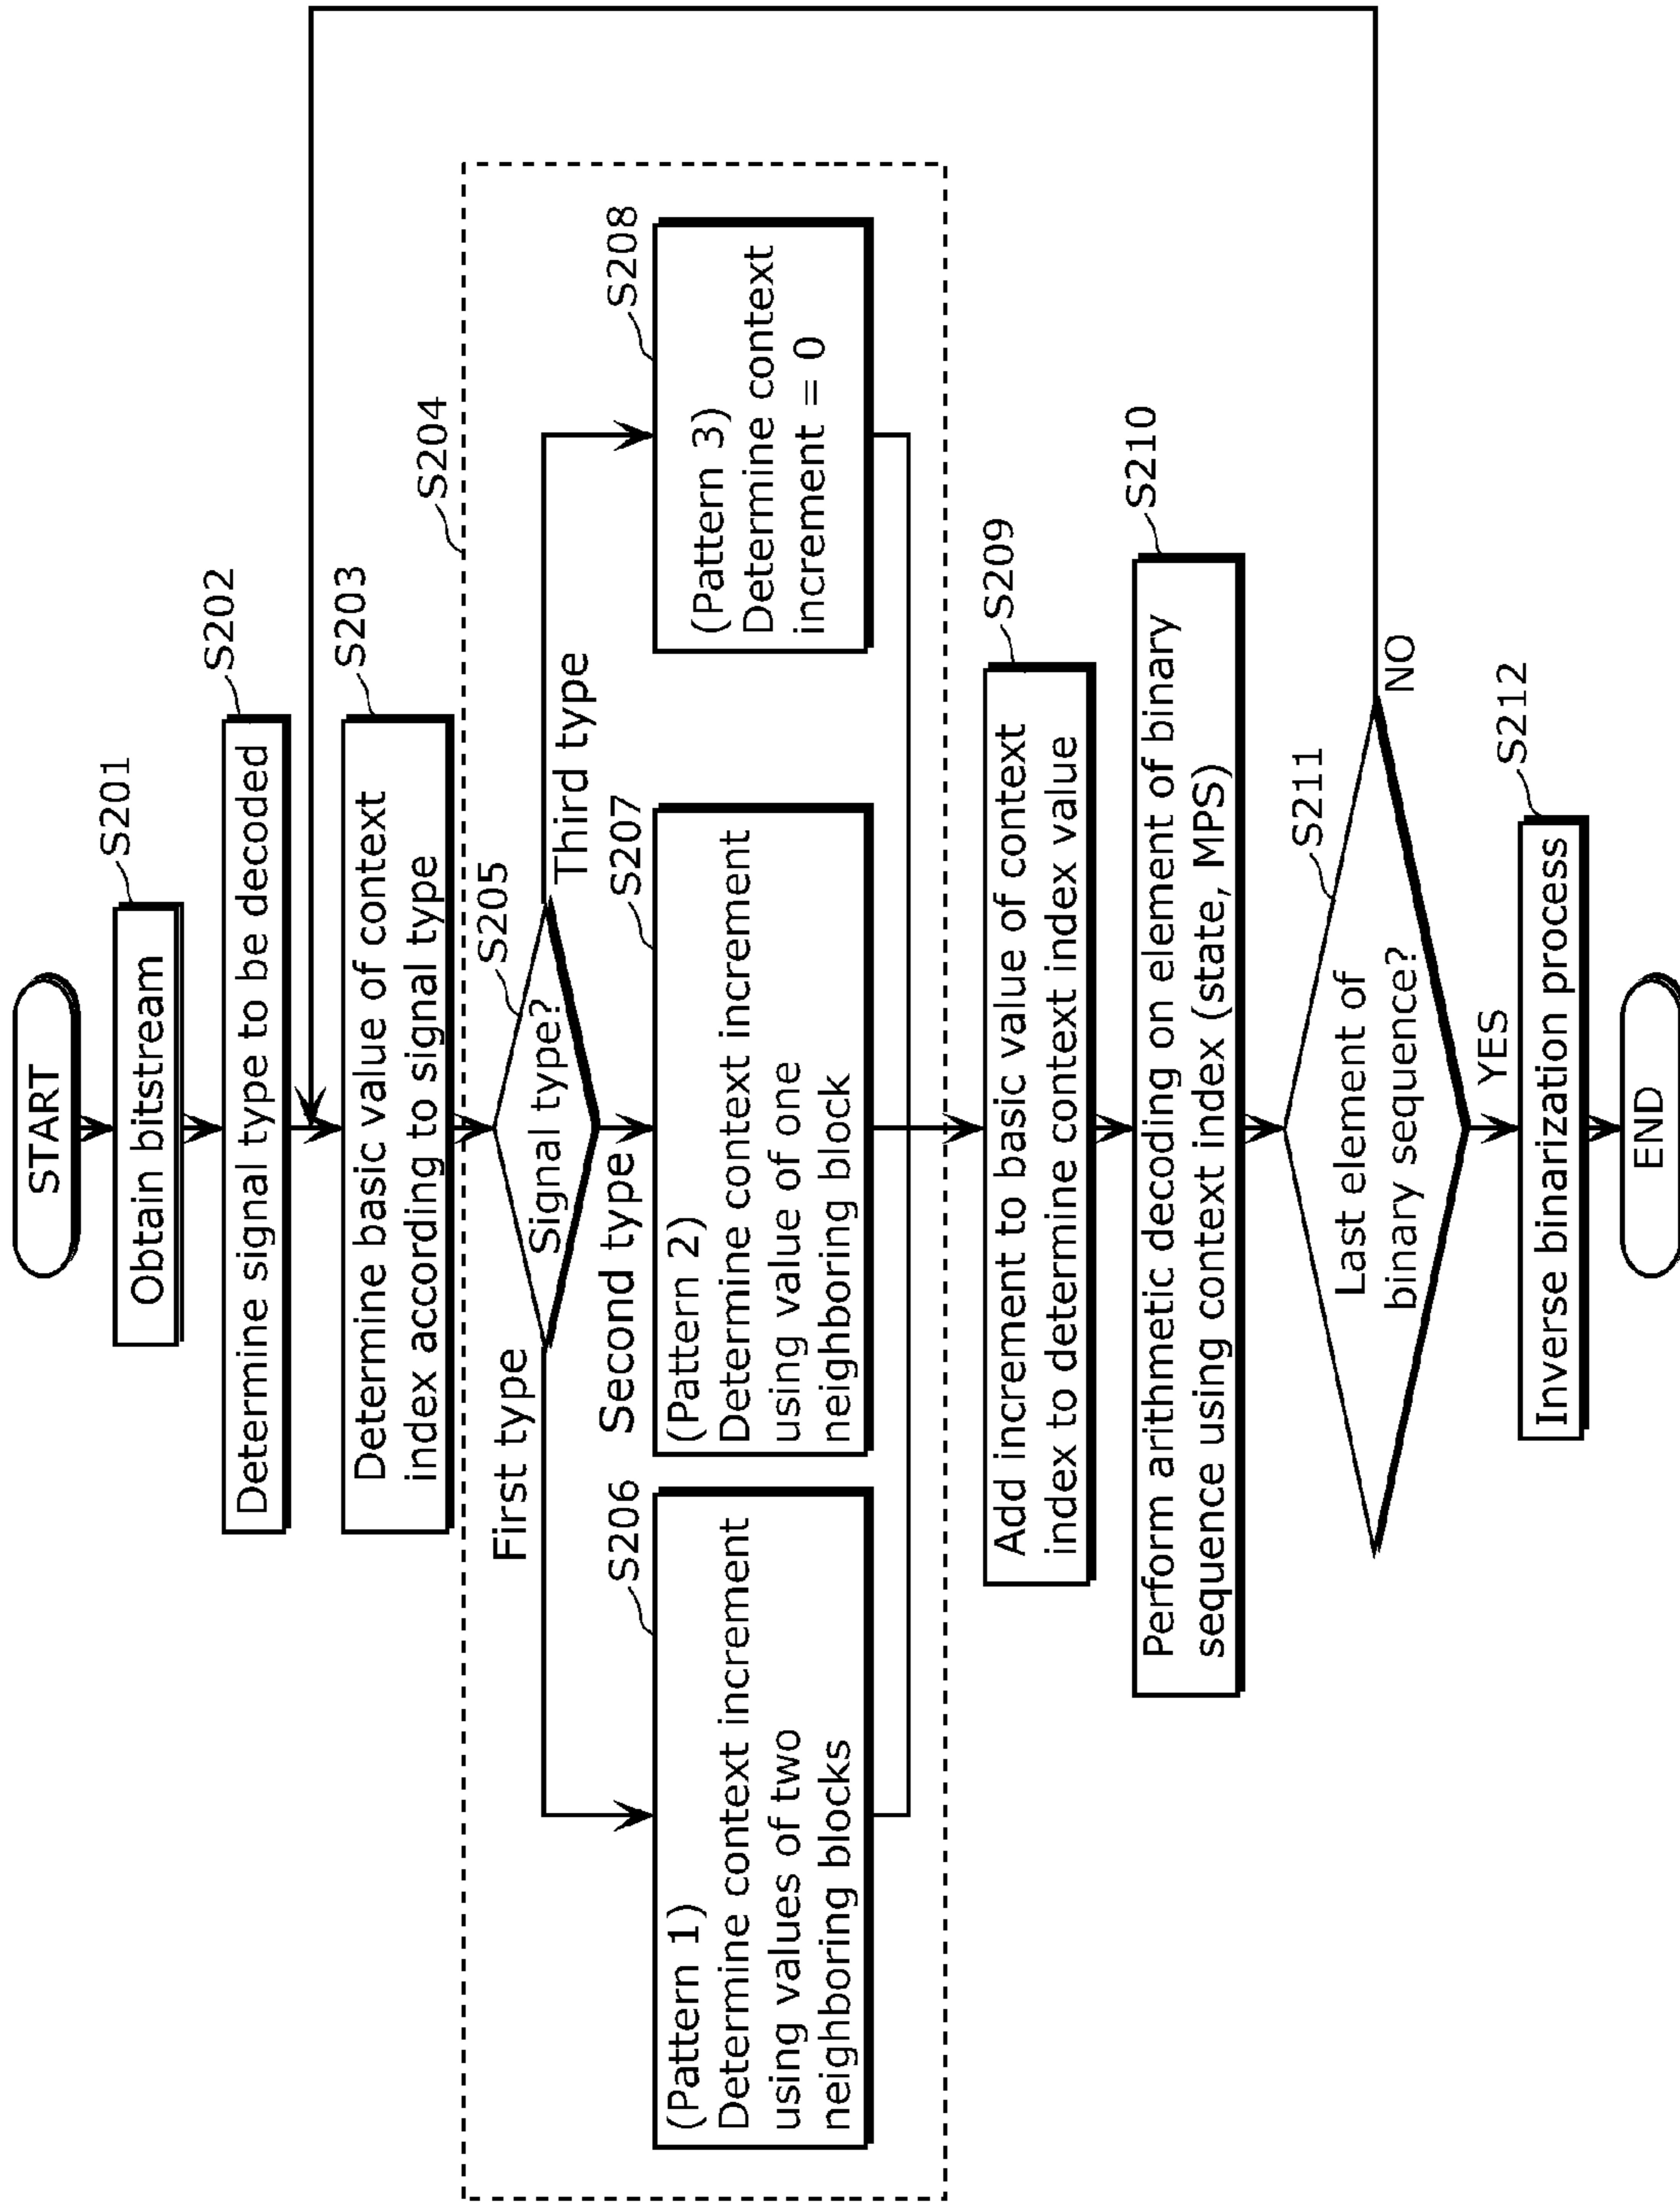 START
Obtain bitstream
S201
Determine signal type to be decoded
S202
Determine basic value of context
index according to signal type
S203
S204
Signal type?
S205
First type
Second type
Third type
(Pattern 1)
Determine context increment
using values of two
neighboring blocks
S206
(Pattern 2)
Determine context increment
using value of one
neighboring block
S207
(Pattern 3)
Determine context
increment = 0
S208
Add increment to basic value of context
index to determine context index value
S209
Perform arithmetic decoding on element of binary
sequence using context index (state, MPS)
S210
Last element of
binary sequence?
S211
NO
YES
Inverse binarization process
S212
END